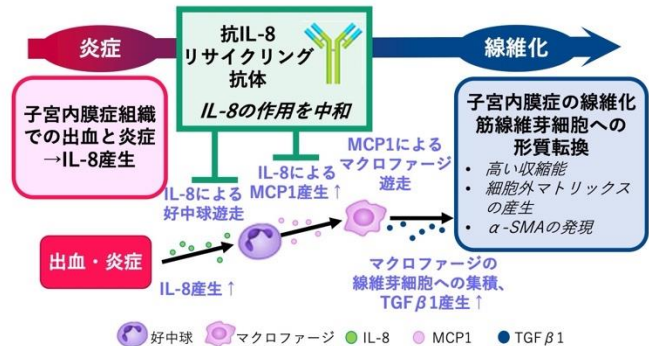 炎症
抗IL-8
リサイクリング
抗体
IL-8の作用を中和
線維化
子宮内膜症組織
での出血と炎症
→IL-8産生
子宮内膜症の線維化
筋線維芽細胞への
形質転換
• 高い収縮能
• 細胞外マトリックス
の産生
• α-SMAの発現
IL-8による
好中球遊走
IL-8による
MCP1産生↑
MCP1による
マクロファージ
遊走
出血・炎症
IL-8産生↑
マクロファージの
線維芽細胞への集積、
TGFβ1産生↑
好中球 マクロファージ IL-8 MCP1 TGFβ1